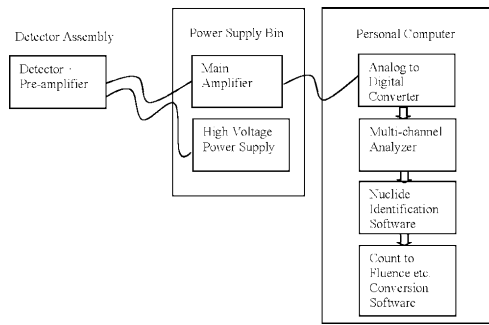 Detector Assembly
Detector ·
Pre-amplifier
Power Supply Bin
Main
Amplifier
High Voltage
Power Supply
Personal Computer
Analog to
Digital
Converter
Multi-channel
Analyzer
Nuclide
Identification
Software
Count to
Fluence etc.
Conversion
Software